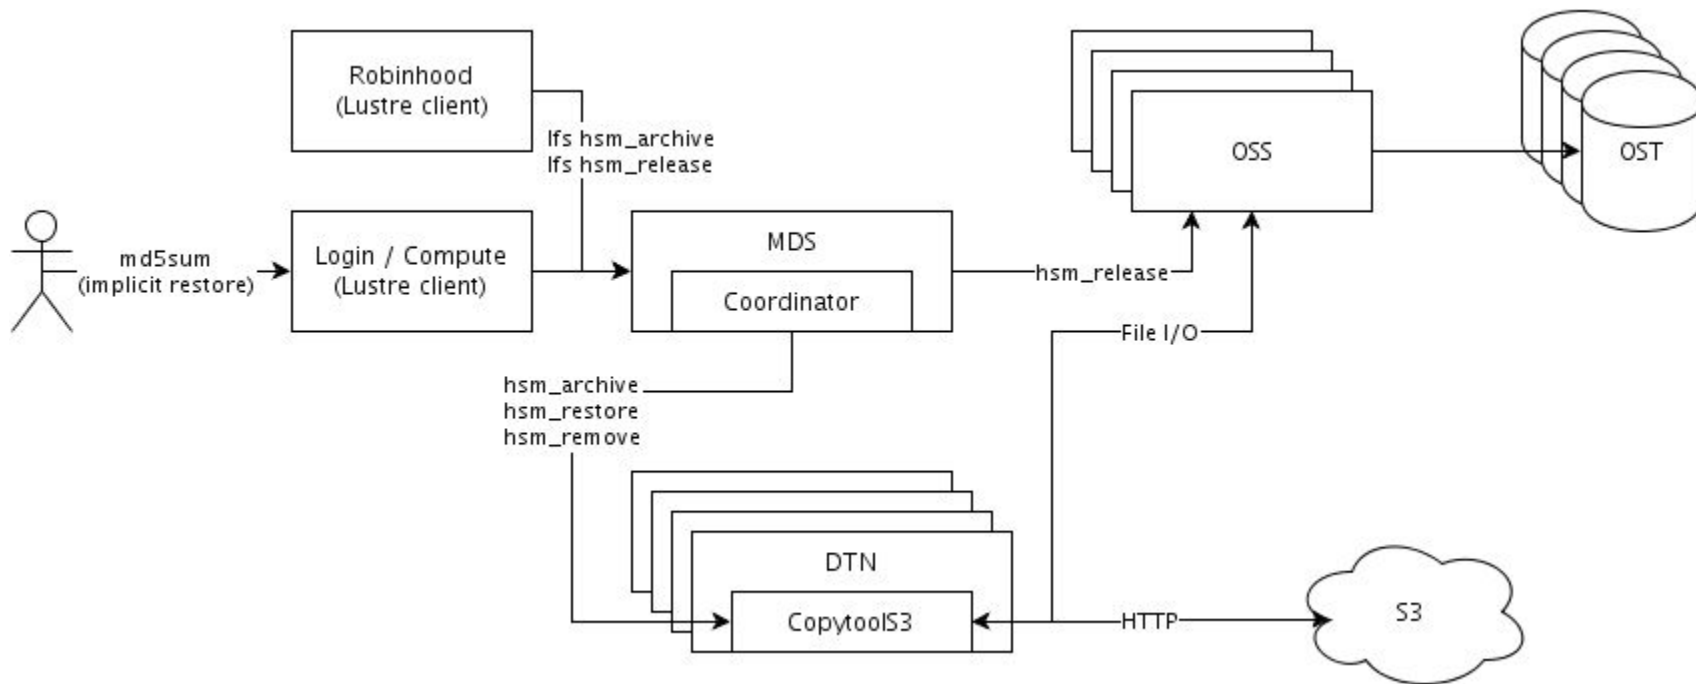 Robinhood
(Lustre client)
lfs hsm_archive
lfs hsm_release
OSS
OST
md5sum
(implicit restore)
Login / Compute
(Lustre client)
MDS
Coordinator
hsm_release
File I/O
hsm_archive
hsm_restore
hsm_remove
DTN
CopytoolS3
HTTP
S3